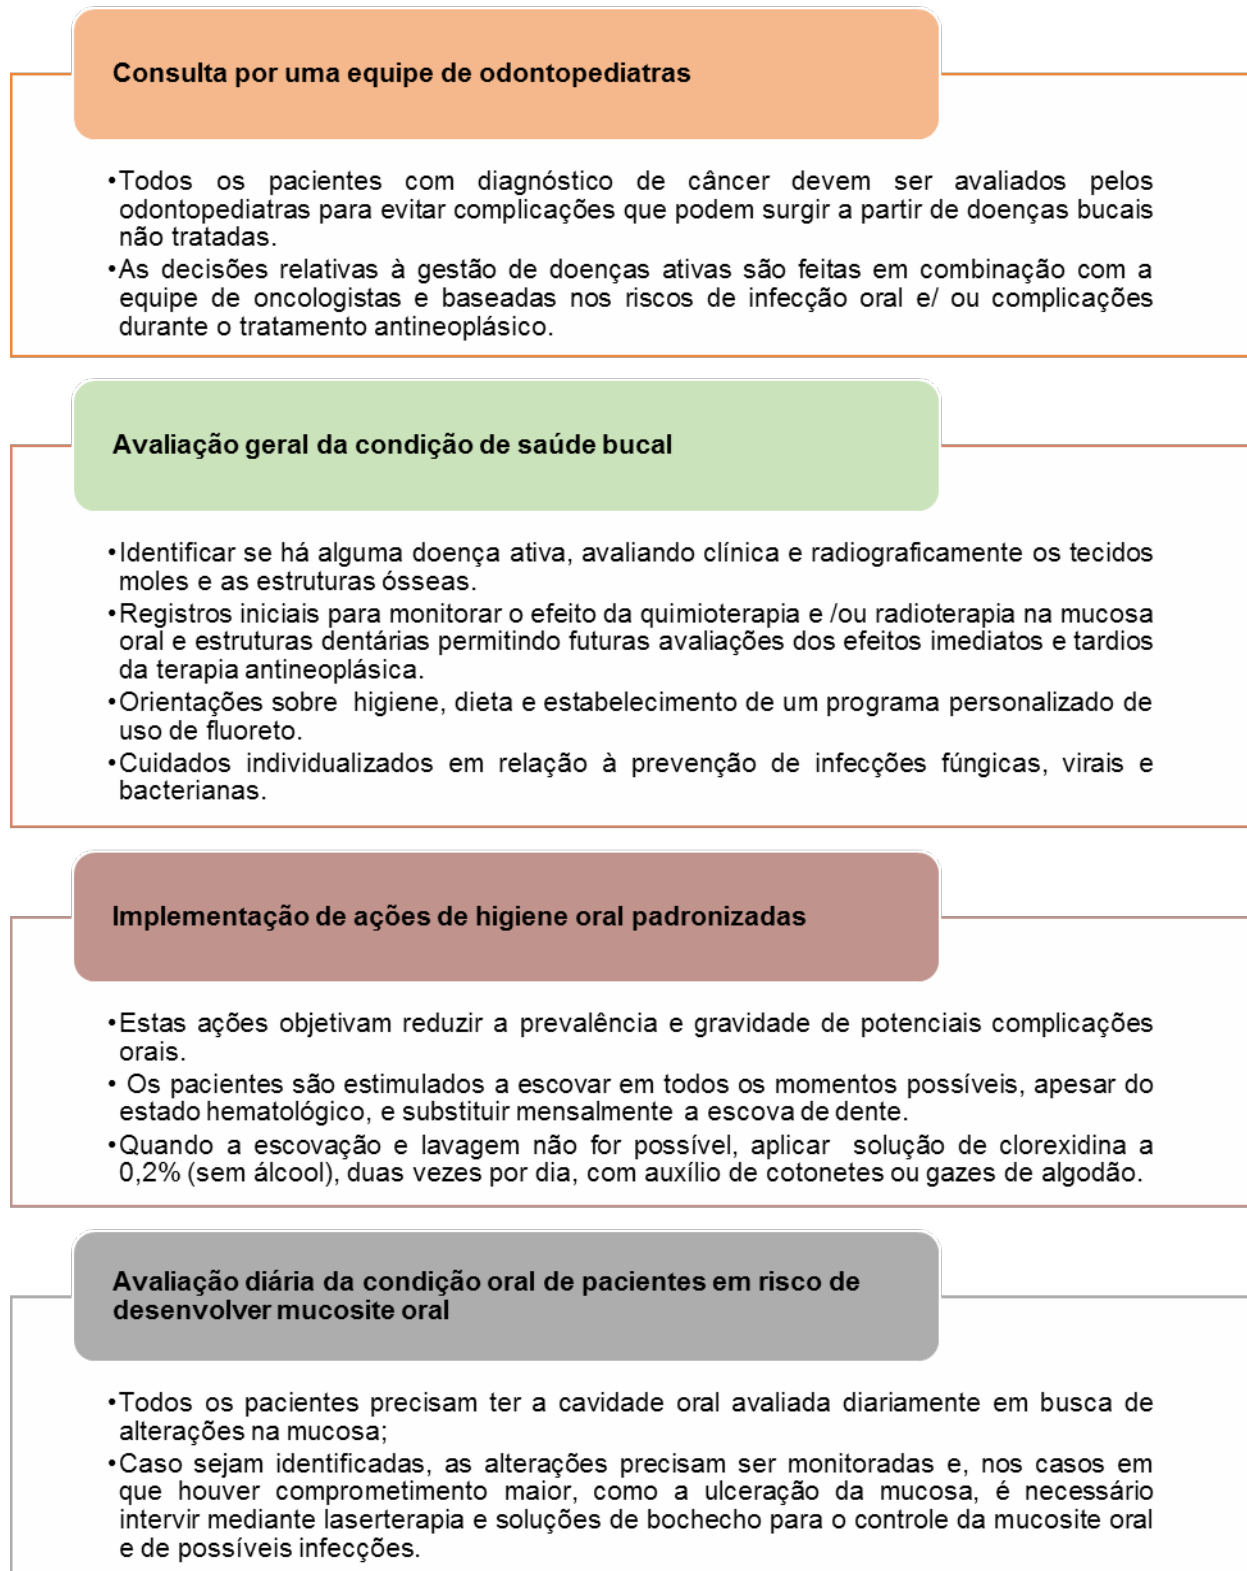 Consulta por uma equipe de odontopediatras
•Todos os pacientes com diagnóstico de câncer devem ser avaliados pelos
odontopediatras para evitar complicações que podem surgir a partir de doenças bucais
não tratadas.
•As decisões relativas à gestão de doenças ativas são feitas em combinação com a
equipe de oncologistas e baseadas nos riscos de infecção oral e/ ou complicações
durante o tratamento antineoplásico.
Avaliação geral da condição de saúde bucal
•Identificar se há alguma doença ativa, avaliando clínica e radiograficamente os tecidos
moles e as estruturas ósseas.
•Registros iniciais para monitorar o efeito da quimioterapia e /ou radioterapia na mucosa
oral e estruturas dentárias permitindo futuras avaliações dos efeitos imediatos e tardios
da terapia antineoplásica.
•Orientações sobre higiene, dieta e estabelecimento de um programa personalizado de
uso de fluoreto.
•Cuidados individualizados em relação à prevenção de infecções fúngicas, virais e
bacterianas.
Implementação de ações de higiene oral padronizadas
•Estas ações objetivam reduzir a prevalência e gravidade de potenciais complicações
orais.
• Os pacientes são estimulados a escovar em todos os momentos possíveis, apesar do
estado hematológico, e substituir mensalmente a escova de dente.
•Quando a escovação e lavagem não for possível, aplicar solução de clorexidina a
0,2% (sem álcool), duas vezes por dia, com auxílio de cotonetes ou gazes de algodão.
Avaliação diária da condição oral de pacientes em risco de
desenvolver mucosite oral
•Todos os pacientes precisam ter a cavidade oral avaliada diariamente em busca de
alterações na mucosa;
•Caso sejam identificadas, as alterações precisam ser monitoradas e, nos casos em
que houver comprometimento maior, como a ulceração da mucosa, é necessário
intervir mediante laserterapia e soluções de bochecho para o controle da mucosite oral
e de possíveis infecções.